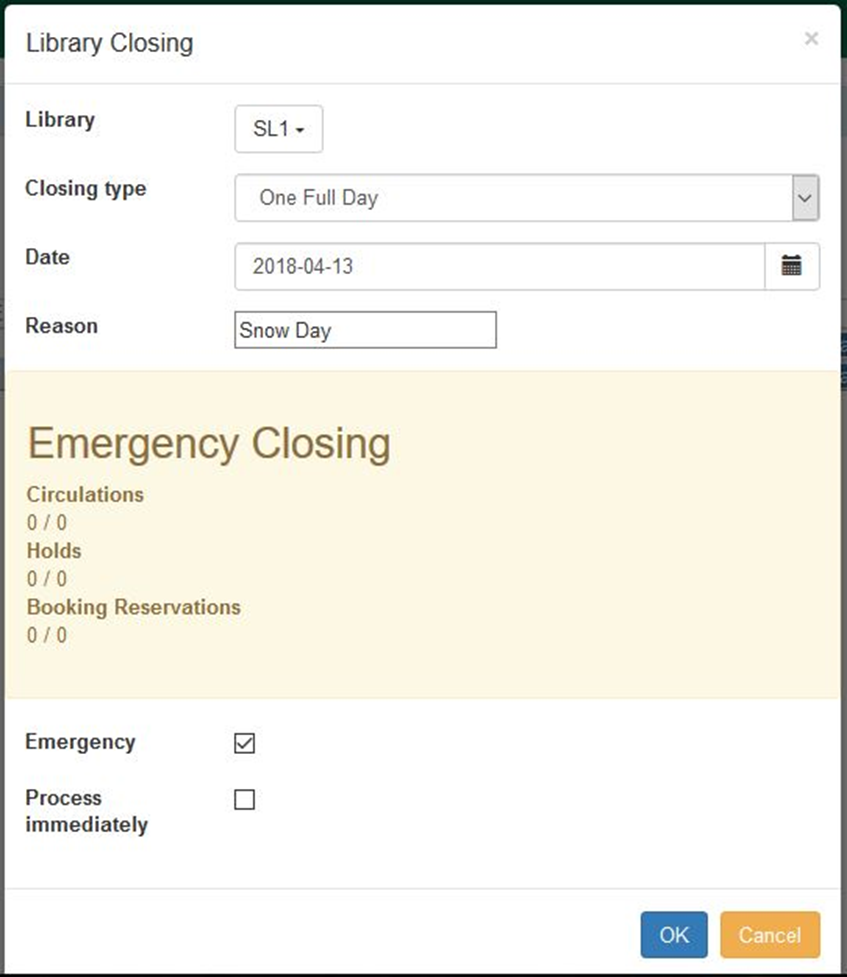 Library Closing ×
Library SL1
Closing type One Full Day
Date 2018-04-13
Reason Snow Day
Emergency Closing
Circulations
0 / 0
Holds
0 / 0
Booking Reservations
0 / 0
Emergency
Process
immediately
OK Cancel